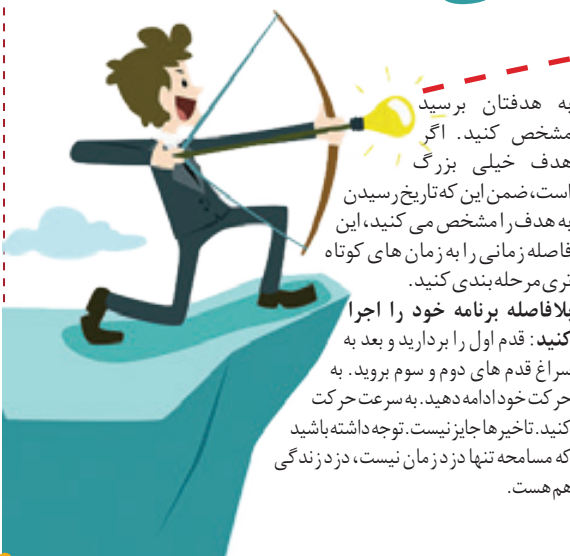 به هدفتان برسید
مشخص کنید. اگر
هدف خیلی بزرگ
است، ضمن این که تاریخ رسیدن
به هدف را مشخص می کنید، این
فاصله زمانی را به زمان های کوتاه
تری مرحله بندی کنید.
بلافاصله برنامه خود را اجرا
کنید: قدم اول را بردارید و بعد به
سراغ قدم های دوم و سوم بروید. به
حرکت خود ادامه دهید. به سرعت حرکت
کنید. تاخیرها جایز نیست. توجه داشته باشید
که مسامحه تنها دزد زمان نیست، دزد زندگی
هم هست.